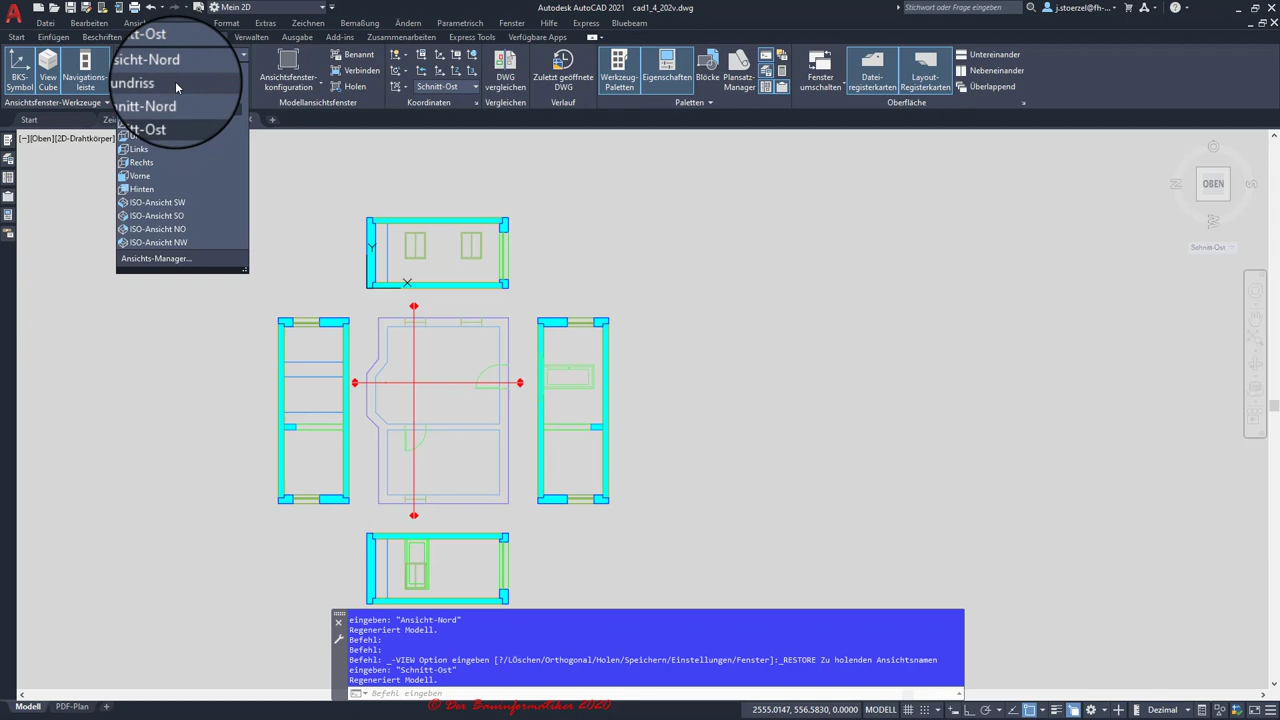 Mein 2D
Autodesk AutoCAD 2021 cad1_4_202v.dwg
Stichwort oder Frage eingeben
j.stoerzel@fh-...
Datei
Bearbeiten
Format
Extras
Zeichnen
Bemaßung
Ändern
Parametrisch
Fenster
Hilfe
Express
Bluebeam
Start
Einfügen
Beschriften
Ausgabe
Add-ins
Zusammenarbeiten
Express Tools
Verfügbare Apps
BKS-
Symbol
View
Cube
Navigations-
leiste
Ansichtsfenster-Werkzeuge
tt-Ost
sicht-Nord
undriss
nitt-Nord
itt-Ost
Ansichtsfenster-
konfiguration
Benannt
Verbinden
Holen
Modellansichtsfenster
Schnitt-Ost
Koordinaten
DWG
vergleichen
Vergleichen
Zuletzt geöffnete
DWG
Verlauf
Werkzeug-
Paletten
Eigenschaften
Blöcke
Plansatz-
Manager
Paletten
Fenster
umschalten
Datei-
registerkarten
Layout-
Registerkarten
Untereinander
Nebeneinander
Überlappend
Oberfläche
Start
[−][Oben][2D-Drahtkörper]
Links
Rechts
Vorne
Hinten
ISO-Ansicht SW
ISO-Ansicht SO
ISO-Ansicht NO
ISO-Ansicht NW
Ansichts-Manager...
OBEN
N
S
W
Schnitt-Ost
Y
X
eingeben: "Ansicht-Nord"
Regeneriert Modell.
Befehl:
Befehl:
Befehl: _-VIEW Option eingeben [?/LÖschen/Orthogonal/Holen/Speichern/Einstellungen/Fenster]:_RESTORE Zu holenden Ansichtsnamen
eingeben: "Schnitt-Ost"
Regeneriert Modell.
Befehl eingeben
Modell
PDF-Plan
© Der Bauinformatiker 2020
2555.0147, 556.5830, 0.0000
MODELL
Dezimal